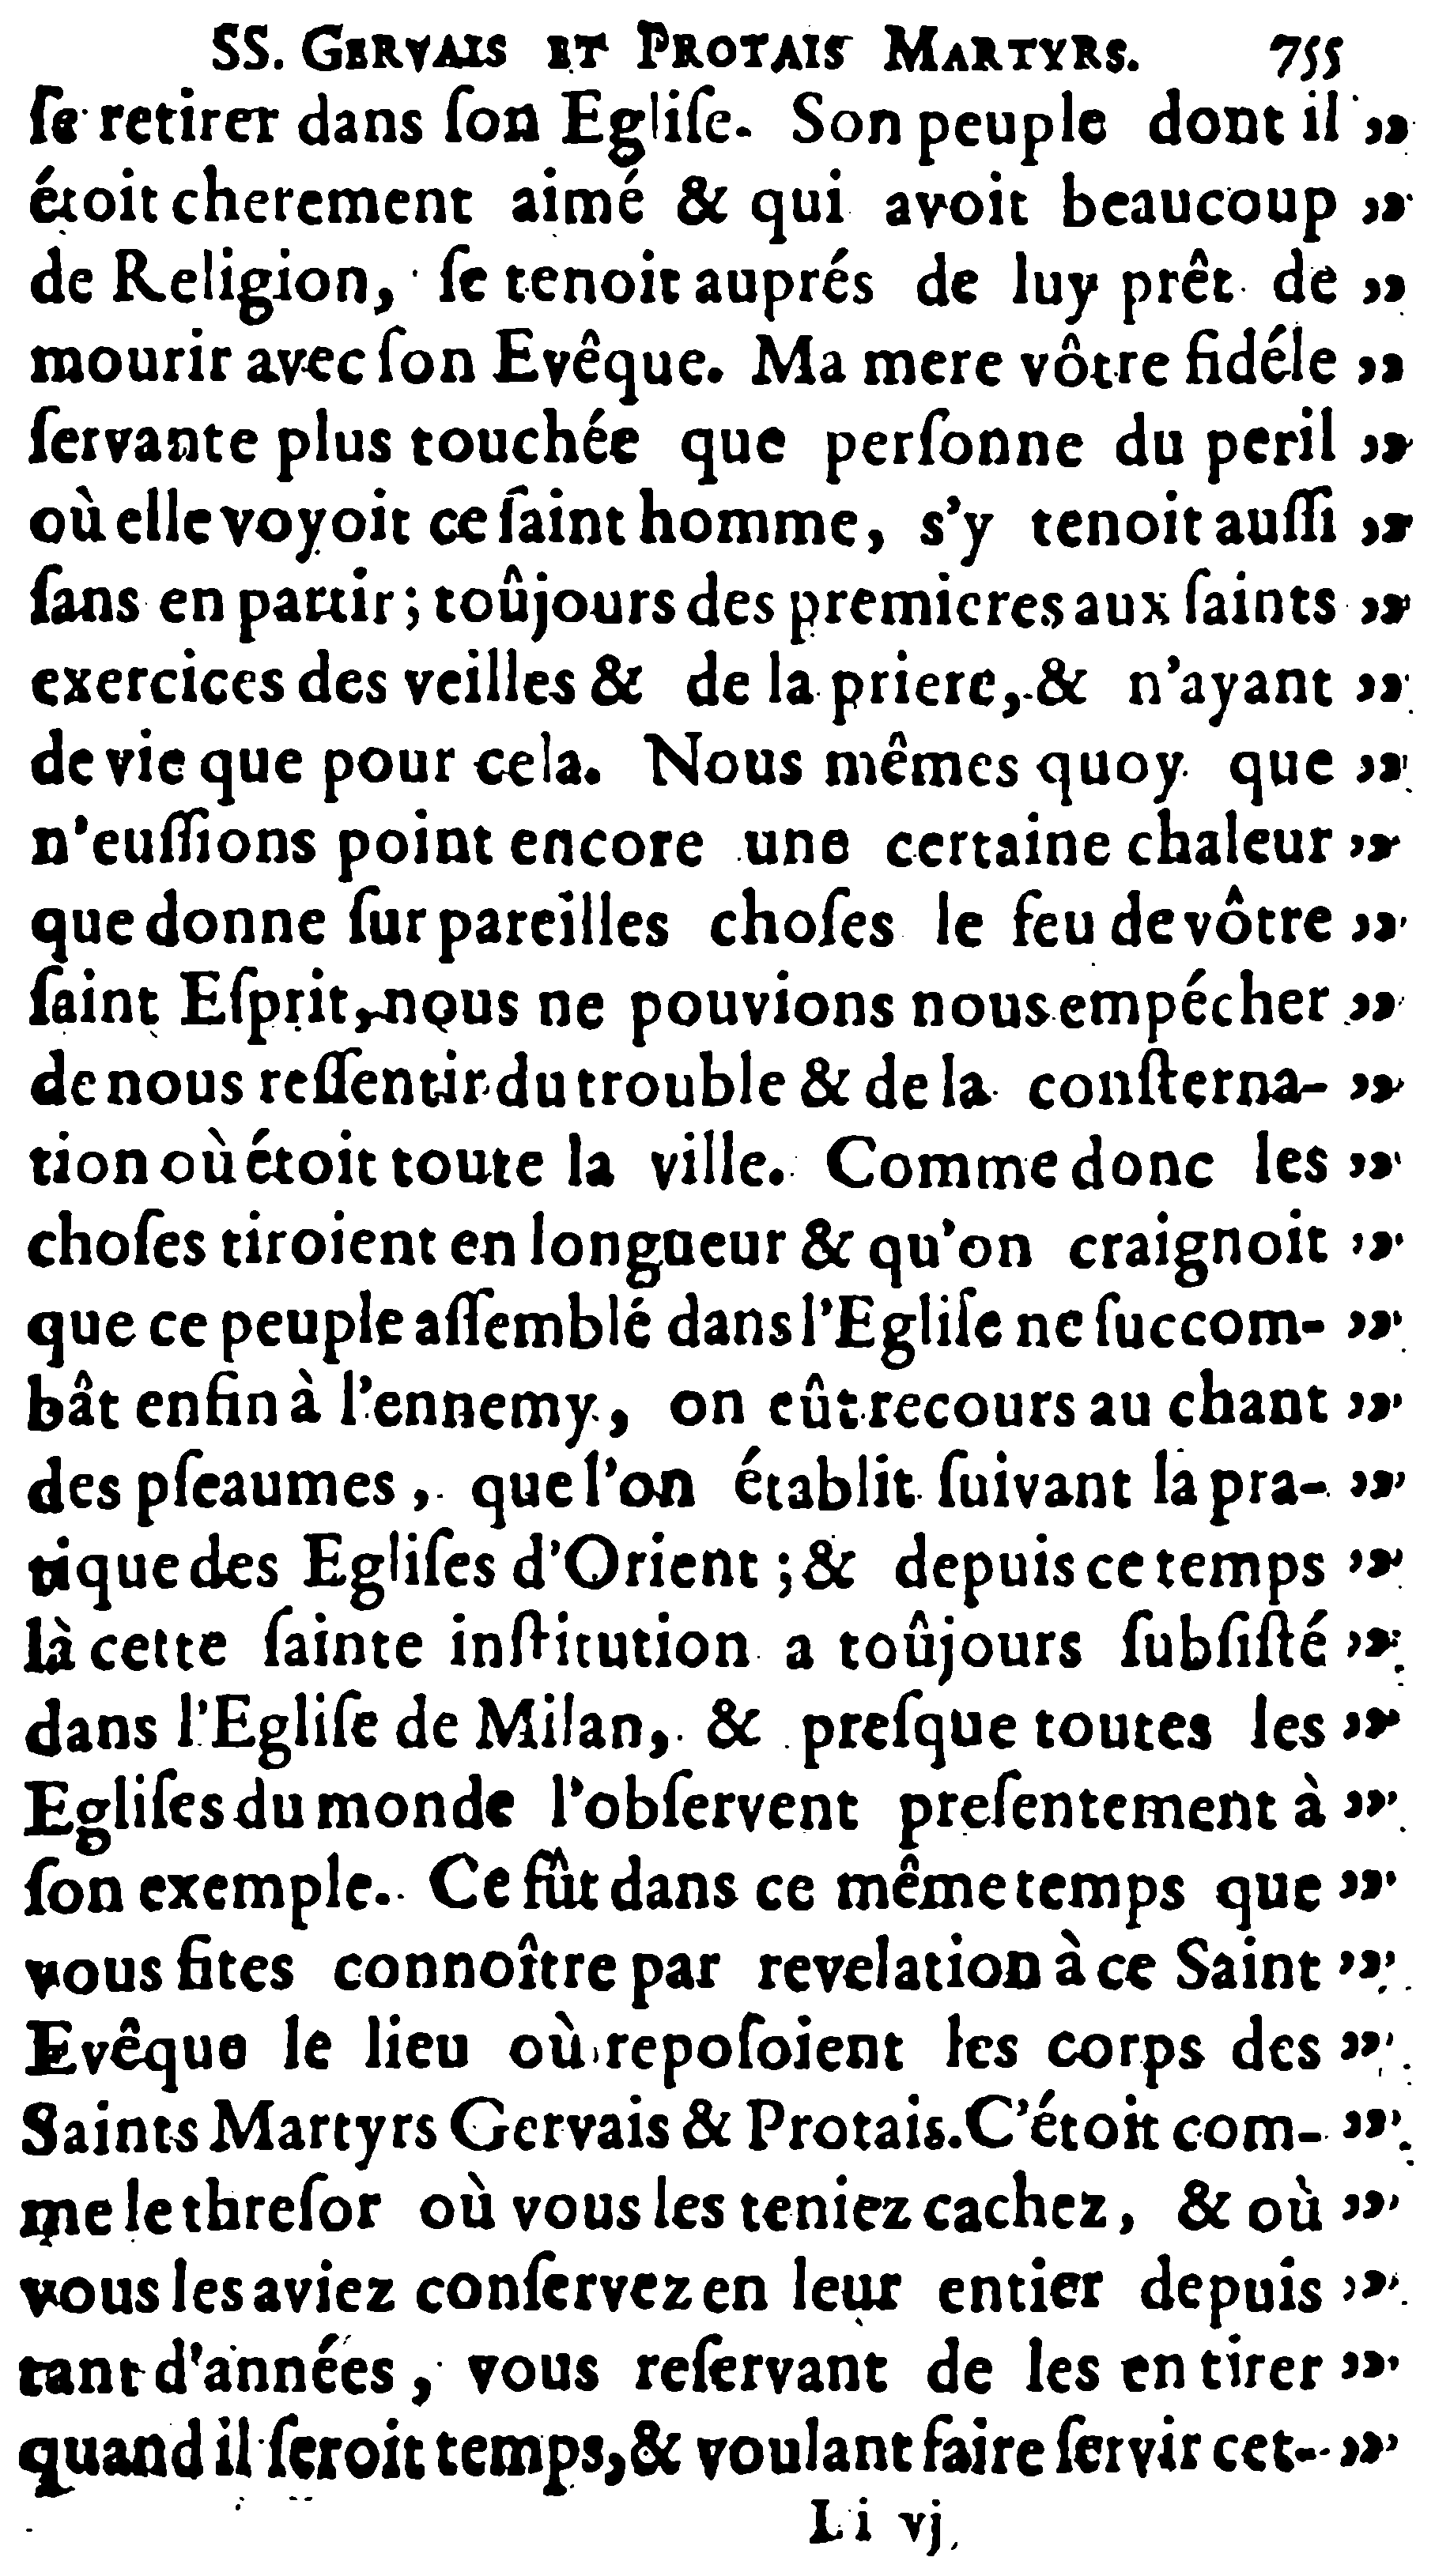 SS. GERVAIS ET PROTAIS MARTYRS. 755
ſe retirer dans ſon Egliſe. Son peuple dont il „
étoit cherement aimé & qui avoit beaucoup „
de Religion, ſe tenoit auprés de luy prêt de „
mourir avec ſon Evêque. Ma mere vôtre fidéle „
ſervante plus touchée que perſonne du peril „
où elle voyoit ce ſaint homme, s'y tenoit auſſi „
ſans en partir; toûjours des premieres aux ſaints „
exercices des veilles & de la priere, & n'ayant „
de vie que pour cela. Nous mêmes quoy que „
n'euſſions point encore une certaine chaleur „
que donne ſur pareilles choſes le feu de vôtre „
ſaint Eſprit, nous ne pouvions nous empécher „
de nous reſſentir du trouble & de la conſterna- „
tion où étoit toute la ville. Comme donc les „
choſes tiroient en longueur & qu'on craignoit „
que ce peuple aſſemblé dans l'Egliſe ne ſuccom- „
bât enfin à l'ennemy, on eût recours au chant „
des pſeaumes, que l'on établit ſuivant la pra- „
tique des Egliſes d'Orient; & depuis ce temps „
là cette ſainte inſtitution a toûjours ſubſiſté „
dans l'Egliſe de Milan, & preſque toutes les „
Egliſes du monde l'obſervent preſentement à „
ſon exemple. Ce fût dans ce même temps que „
vous fites connoître par revelation à ce Saint „
Evêque le lieu où repoſoient les corps des „
Saints Martyrs Gervais & Protais. C'étoit com- „
me le threſor où vous les teniez cachez, & où „
vous les aviez conſervez en leur entier depuis „
tant d'années, vous reſervant de les en tirer „
quand il ſeroit temps, & voulant faire ſervir cet- „
Li vj